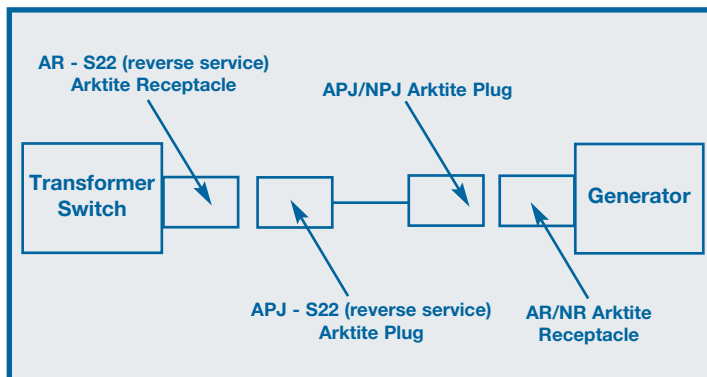 AR - S22 (reverse service)
Arktite Receptacle
APJ/NPJ Arktite Plug
Transformer
Switch
Generator
APJ - S22 (reverse service)
Arktite Plug
AR/NR Arktite
Receptacle